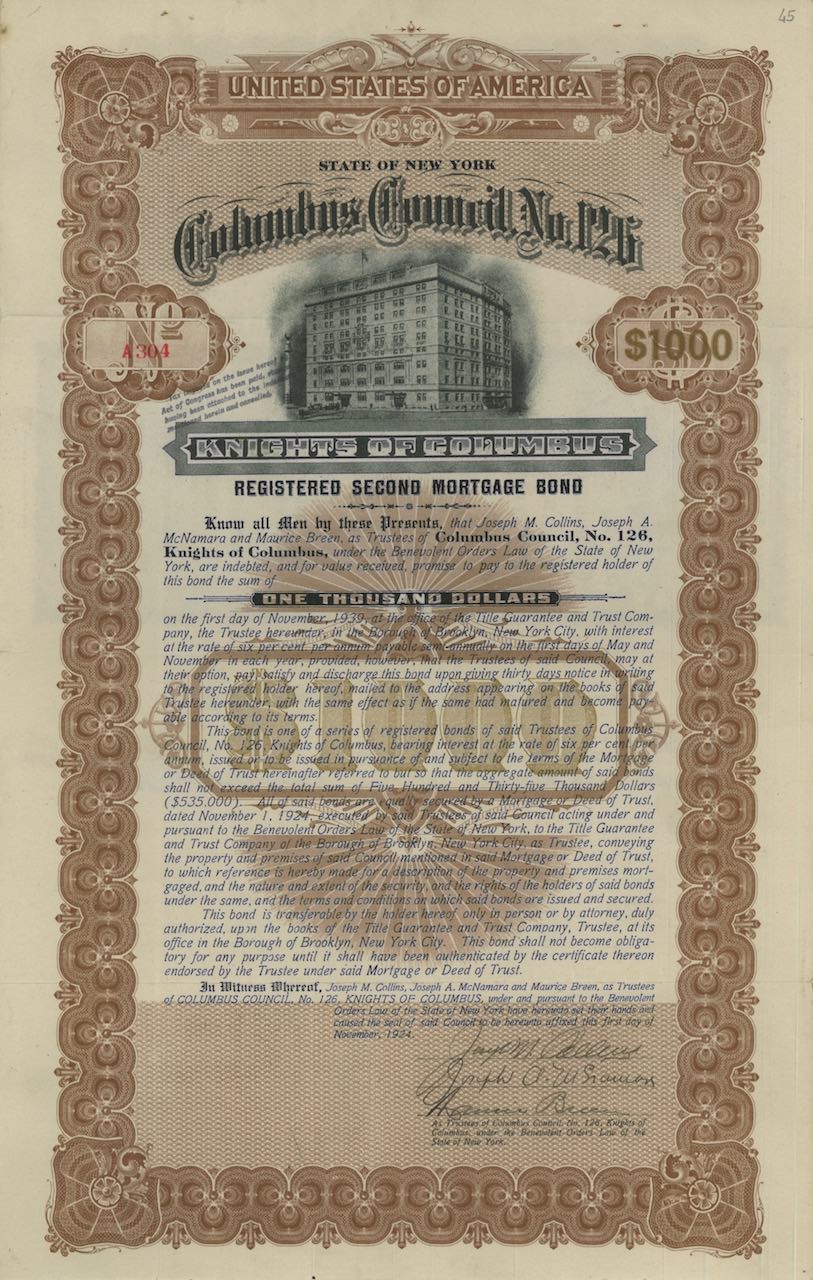 45
UNITED STATES OF AMERICA
STATE OF NEW YORK
Columbus Council, No. 126
No
A 304
$1000
Tax on the issue hereof
Act of Congress has been paid,
having been attached to the
herein and cancelled.
KNIGHTS OF COLUMBUS
REGISTERED SECOND MORTGAGE BOND
Know all Men by these Presents, that Joseph M. Collins, Joseph A.
McNamara and Maurice Breen, as Trustees of Columbus Council, No. 126,
Knights of Columbus, under the Benevolent Orders Law of the State of New
York, are indebted, and for value received, promise to pay to the registered holder of
this bond the sum of
ONE THOUSAND DOLLARS
on the first day of November, 1939, at the office of the Title Guarantee and Trust Com-
pany, the Trustee hereunder, in the Borough of Brooklyn, New York City, with interest
at the rate of six per cent. per annum payable semi-annually on the first days of May and
November in each year, provided, however, that the Trustees of said Council, may at
their option, pay, satisfy and discharge this bond upon giving thirty days notice in writing
to the registered holder hereof, mailed to the address appearing on the books of said
Trustee hereunder, with the same effect as if the same had matured and become pay-
able according to its terms.
This bond is one of a series of registered bonds of said Trustees of Columbus
Council, No. 126, Knights of Columbus, bearing interest at the rate of six per cent. per
annum, issued or to be issued in pursuance of and subject to the terms of the Mortgage
or Deed of Trust hereinafter referred to but so that the aggregate amount of said bonds
shall not exceed the total sum of Five Hundred and Thirty-five Thousand Dollars
($535,000). All of said bonds are equally secured by a Mortgage or Deed of Trust,
dated November 1, 1924, executed by said Trustees of said Council acting under and
pursuant to the Benevolent Orders Law of the State of New York, to the Title Guarantee
and Trust Company of the Borough of Brooklyn, New York City, as Trustee, conveying
the property and premises of said Council mentioned in said Mortgage or Deed of Trust,
to which reference is hereby made for a description of the property and premises mort-
gaged, and the nature and extent of the security, and the rights of the holders of said bonds
under the same, and the terms and conditions on which said bonds are issued and secured.
This bond is transferable by the holder hereof only in person or by attorney, duly
authorized, upon the books of the Title Guarantee and Trust Company, Trustee, at its
office in the Borough of Brooklyn, New York City. This bond shall not become obliga-
tory for any purpose until it shall have been authenticated by the certificate thereon
endorsed by the Trustee under said Mortgage or Deed of Trust.
$1000
In Witness Whereof, Joseph M. Collins, Joseph A. McNamara and Maurice Breen, as Trustees
of COLUMBUS COUNCIL, No. 126, KNIGHTS OF COLUMBUS, under and pursuant to the Benevolent
Orders Law of the State of New York have hereunto set their hands and
caused the seal of said Council to be hereunto affixed this first day of
November, 1924.
Joseph M. Collins
Joseph A. McNamara
Maurice Breen
As Trustees of Columbus Council, No. 126, Knights of
Columbus, under the Benevolent Orders Law of the
State of New York.